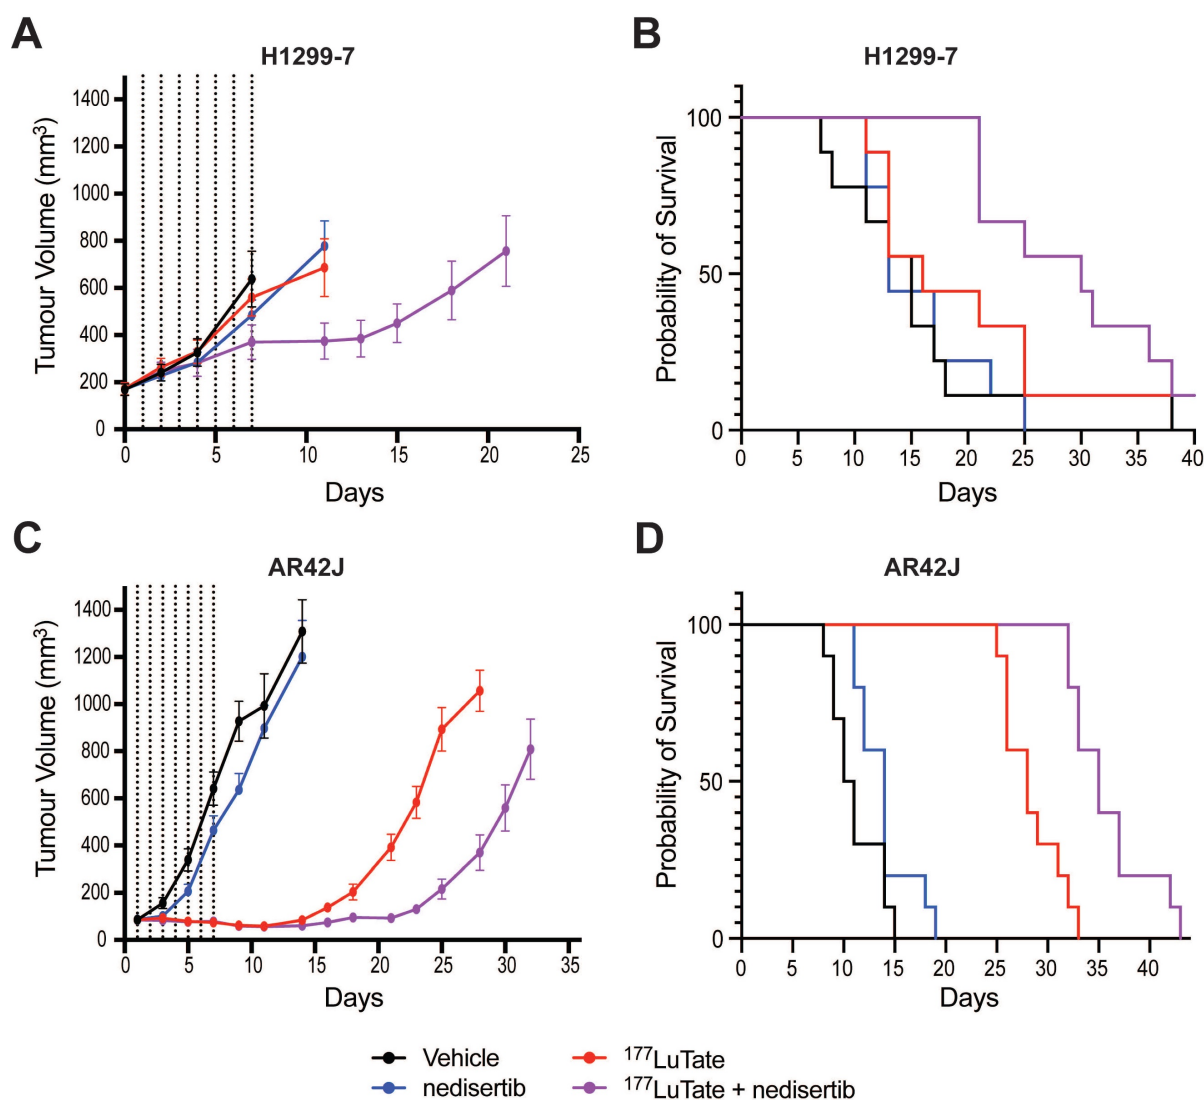 A
H1299-7
Tumour Volume (mm³)
1400
1200
1000
800
600
400
200
0
0 5 10 15 20 25
Days
B
H1299-7
Probability of Survival
100
50
0
0 5 10 15 20 25 30 35 40
Days
C
AR42J
Tumour Volume (mm³)
1400
1200
1000
800
600
400
200
0
0 5 10 15 20 25 30 35
Days
D
AR42J
Probability of Survival
100
50
0
0 5 10 15 20 25 30 35 40
Days
Vehicle
nedisertib
¹⁷⁷LuTate
¹⁷⁷LuTate + nedisertib